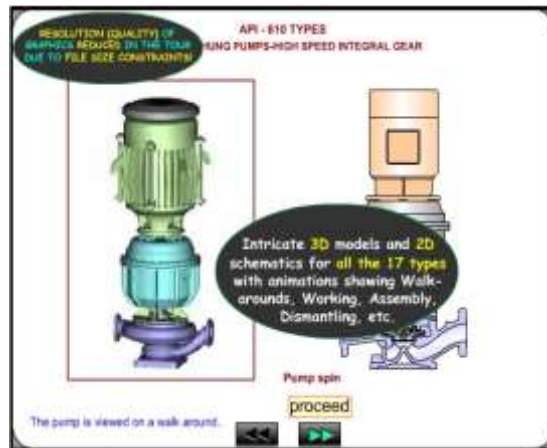 API - 610 TYPES
RESOLUTION (QUALITY) OF
GRAPHICS REDUCED IN THE TOUR
DUE TO FILE SIZE CONSTRAINTS!
HUNG PUMPS-HIGH SPEED INTEGRAL GEAR
Intricate 3D models and 2D
schematics for all the 17 types
with animations showing Walk-
arounds, Working, Assembly,
Dismantling, etc.
Pump spin
proceed
The pump is viewed on a walk around.